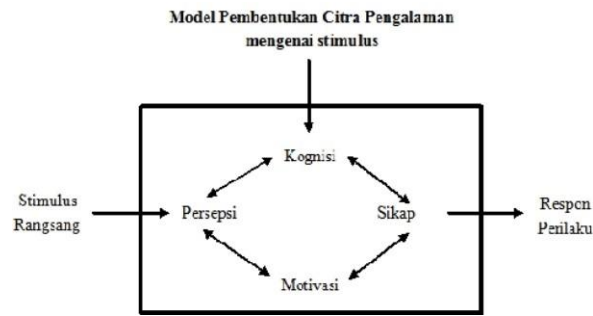 Model Pembentukan Citra Pengalaman
mengenai stimulus
Kognisi
Stimulus
Rangsang
Persepsi
Sikap
Respon
Perilaku
Motivasi